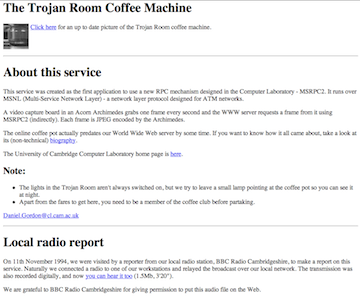 The Trojan Room Coffee Machine
Click here for an up to date picture of the Trojan Room coffee machine.
About this service
This service was created as the first application to use a new RPC mechanism designed in the Computer Laboratory - MSRPC2. It runs over
MSNL (Multi-Service Network Layer) - a network layer protocol designed for ATM networks.
A video capture board in an Acorn Archimedes grabs one frame every second and the WWW server requests a frame from it using
MSRPC2 (indirectly). Each frame is JPEG encoded by the Archimedes.
The online coffee pot actually predates our World Wide Web server by some time. If you want to know how it all came about, take a look at
its (non-technical) biography.
The University of Cambridge Computer Laboratory home page is here.
Note:
The lights in the Trojan Room aren't always switched on, but we try to leave a small lamp pointing at the coffee pot so you can see it
at night.
Apart from the fares to get here, you need to be a member of the coffee club before partaking.
Daniel.Gordon@cl.cam.ac.uk
Local radio report
On 11th November 1994, we were visited by a reporter from our local radio station, BBC Radio Cambridgeshire, to make a report on this
service. Naturally we connected a radio to one of our workstations and relayed the broadcast over our local network. The transmission was
also recorded digitally, and now you can hear it too (1.5Mb, 3'20").
We are grateful to BBC Radio Cambridgeshire for giving permission to put this audio file on the Web.